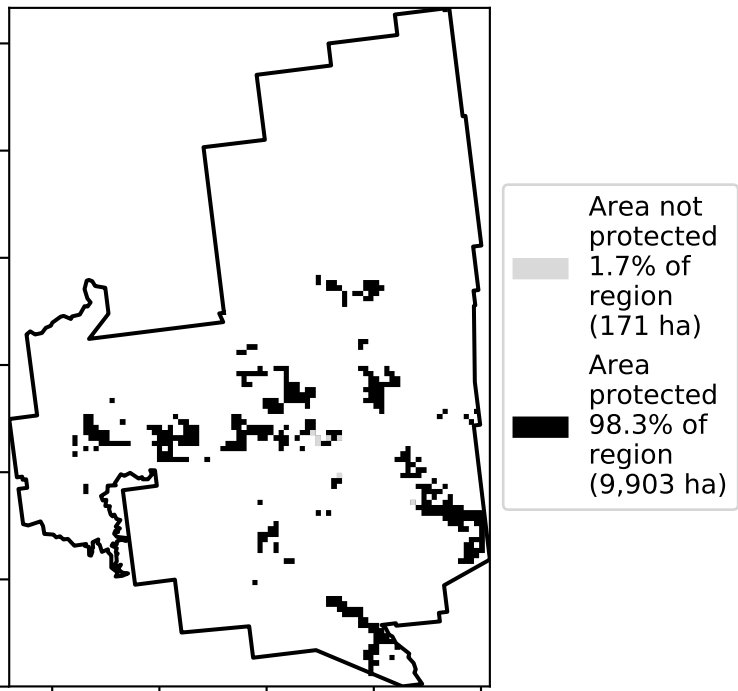 Area not
protected
1.7% of
region
(171 ha)
Area
protected
98.3% of
region
(9,903 ha)